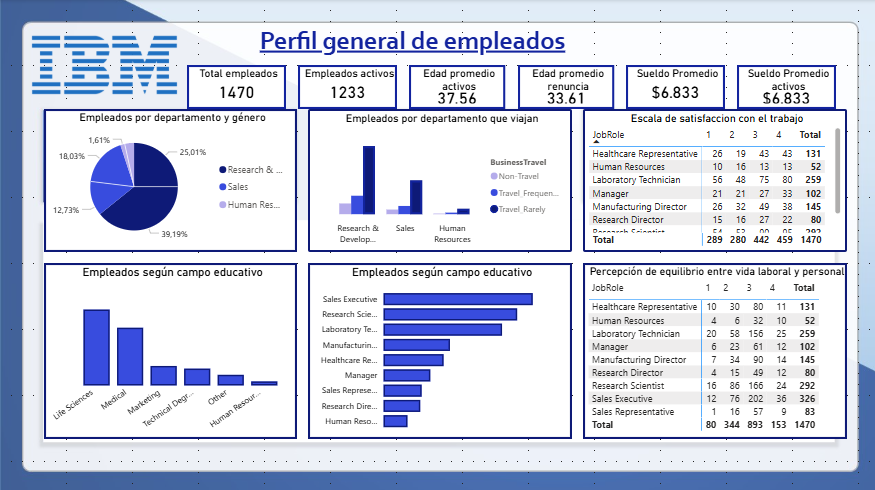 IBM
Perfil general de empleados
Total empleados
1470
Empleados activos
1233
Edad promedio
activos
37.56
Edad promedio
renuncia
33.61
Sueldo Promedio
$6.833
Sueldo Promedio
activos
$6.833
Empleados por departamento y género
1,61%
18,03%
25,01%
12,73%
39,19%
Research & ...
Sales
Human Res...
Empleados por departamento que viajan
BusinessTravel
Non-Travel
Travel_Frequen...
Travel_Rarely
Research &
Develop...
Sales
Human
Resources
Escala de satisfaccion con el trabajo
JobRole 1 2 3 4 Total
Healthcare Representative 26 19 43 43 131
Human Resources 10 16 13 13 52
Laboratory Technician 56 48 75 80 259
Manager 21 21 27 33 102
Manufacturing Director 26 32 49 38 145
Research Director 15 16 27 22 80
Research Scientist 54 53 90 95 292
Total 289 280 442 459 1470
Empleados según campo educativo
Life Sciences
Medical
Marketing
Technical Degr...
Other
Human Resour...
Empleados según campo educativo
Sales Executive
Research Scie...
Laboratory Te...
Manufacturin...
Healthcare Re...
Manager
Sales Represe...
Research Dire...
Human Reso...
Percepción de equilibrio entre vida laboral y personal
JobRole 1 2 3 4 Total
Healthcare Representative 10 30 80 11 131
Human Resources 4 6 32 10 52
Laboratory Technician 20 58 156 25 259
Manager 6 23 61 12 102
Manufacturing Director 7 34 90 14 145
Research Director 4 15 49 12 80
Research Scientist 16 86 166 24 292
Sales Executive 12 76 202 36 326
Sales Representative 1 16 57 9 83
Total 80 344 893 153 1470